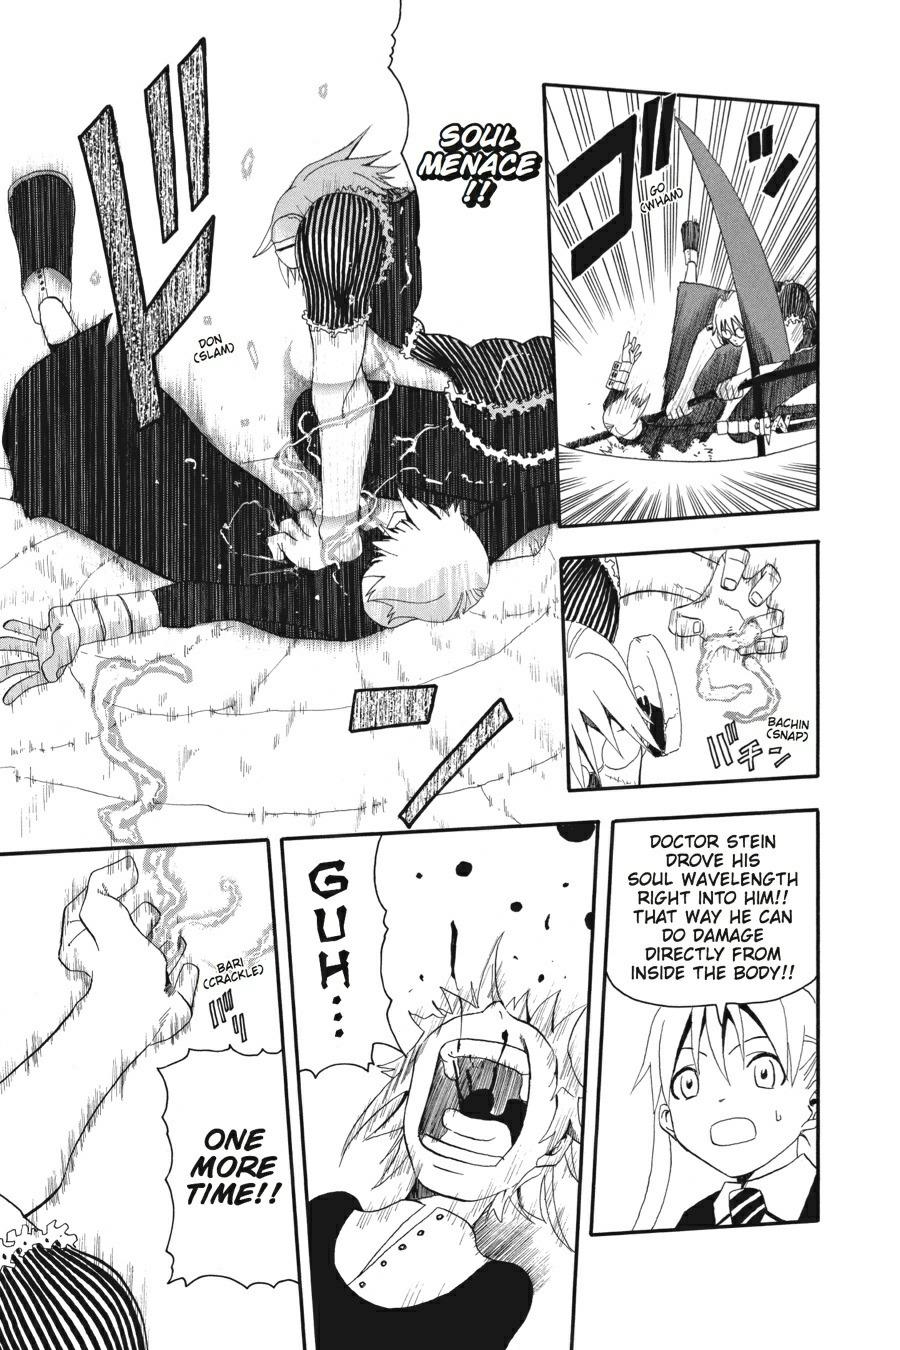 ゴッ
GO
(WHAM)
BACHIN
(SNAP)
バチン
SOUL
MENACE
!!
ドン
DON
(SLAM)
DOCTOR STEIN
DROVE HIS
SOUL WAVELENGTH
RIGHT INTO HIM!!
THAT WAY HE CAN
DO DAMAGE
DIRECTLY FROM
INSIDE THE BODY!!
GUH...
BARI
(CRACKLE)
バリ
ONE
MORE
TIME!!